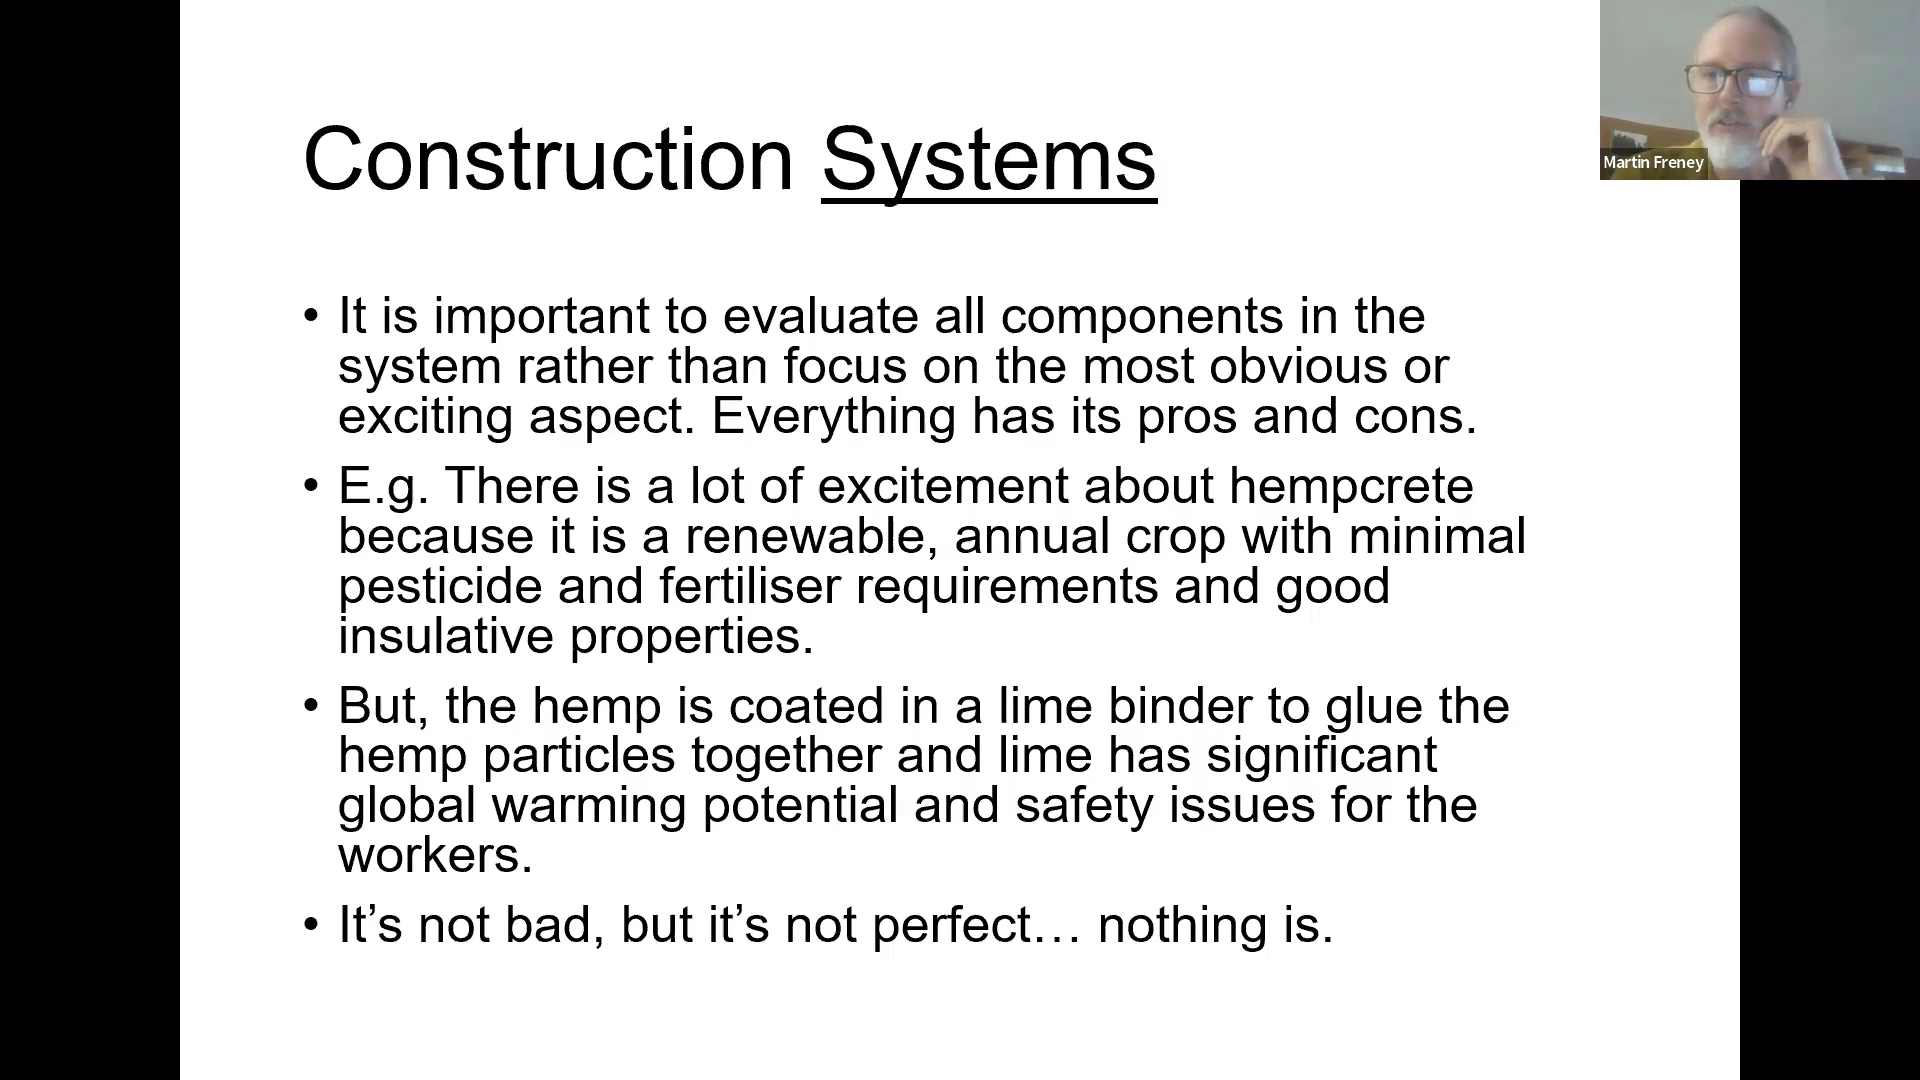 Construction Systems
Martin Freney
• It is important to evaluate all components in the
system rather than focus on the most obvious or
exciting aspect. Everything has its pros and cons.
• E.g. There is a lot of excitement about hempcrete
because it is a renewable, annual crop with minimal
pesticide and fertiliser requirements and good
insulative properties.
• But, the hemp is coated in a lime binder to glue the
hemp particles together and lime has significant
global warming potential and safety issues for the
workers.
• It’s not bad, but it’s not perfect… nothing is.